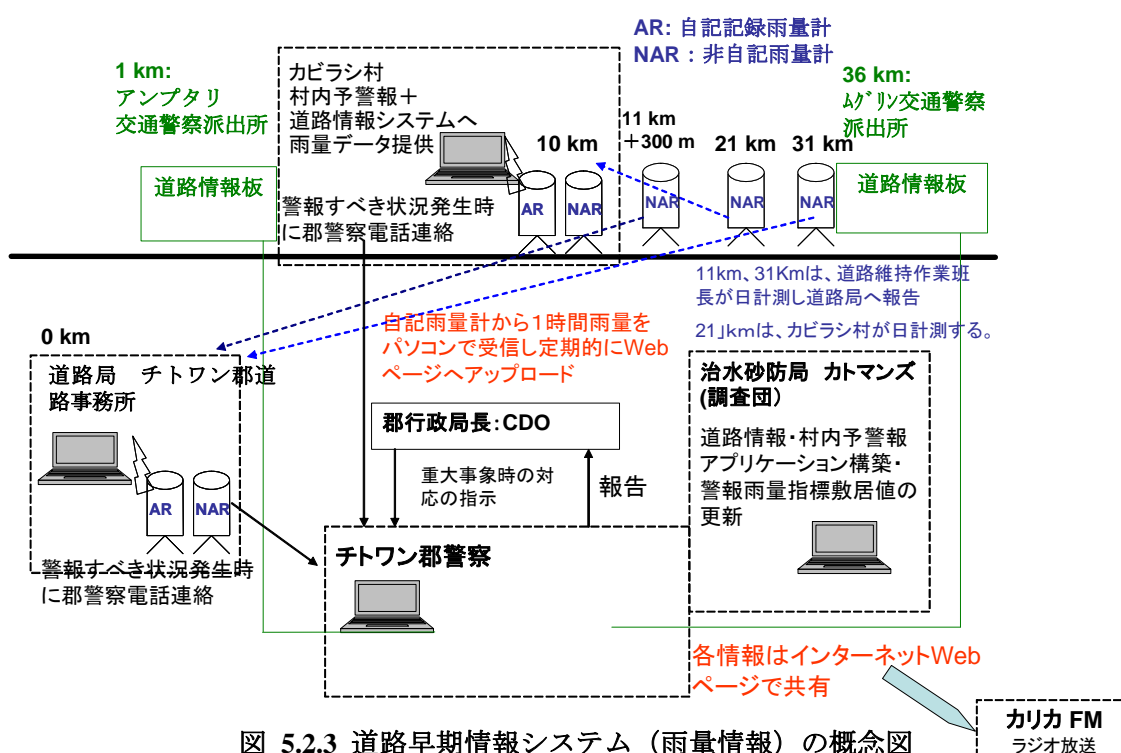 AR: 自記記録雨量計
NAR：非自記雨量計
1 km:
アンプタリ
交通警察派出所
道路情報板
カビラシ村
村内予警報＋
道路情報システムへ
雨量データ提供
10 km
AR
NAR
警報すべき状況発生時
に郡警察電話連絡
11 km
＋300 m
NAR
21 km
NAR
31 km
NAR
36 km:
ﾑｸﾞﾘﾝ交通警察
派出所
道路情報板
11km、31Kmは、道路維持作業班
長が日計測し道路局へ報告
21」kmは、カビラシ村が日計測する。
自記雨量計から１時間雨量を
パソコンで受信し定期的にWeb
ページへアップロード
0 km
道路局　チトワン郡道
路事務所
AR
NAR
警報すべき状況発生時
に郡警察電話連絡
郡行政局長：CDO
重大事象時の対
応の指示
報告
チトワン郡警察
治水砂防局　カトマンズ
(調査団）
道路情報・村内予警報
アプリケーション構築・
警報雨量指標敷居値の
更新
各情報はインターネットWeb
ページで共有
カリカ FM
ラジオ放送
図 5.2.3 道路早期情報システム（雨量情報）の概念図